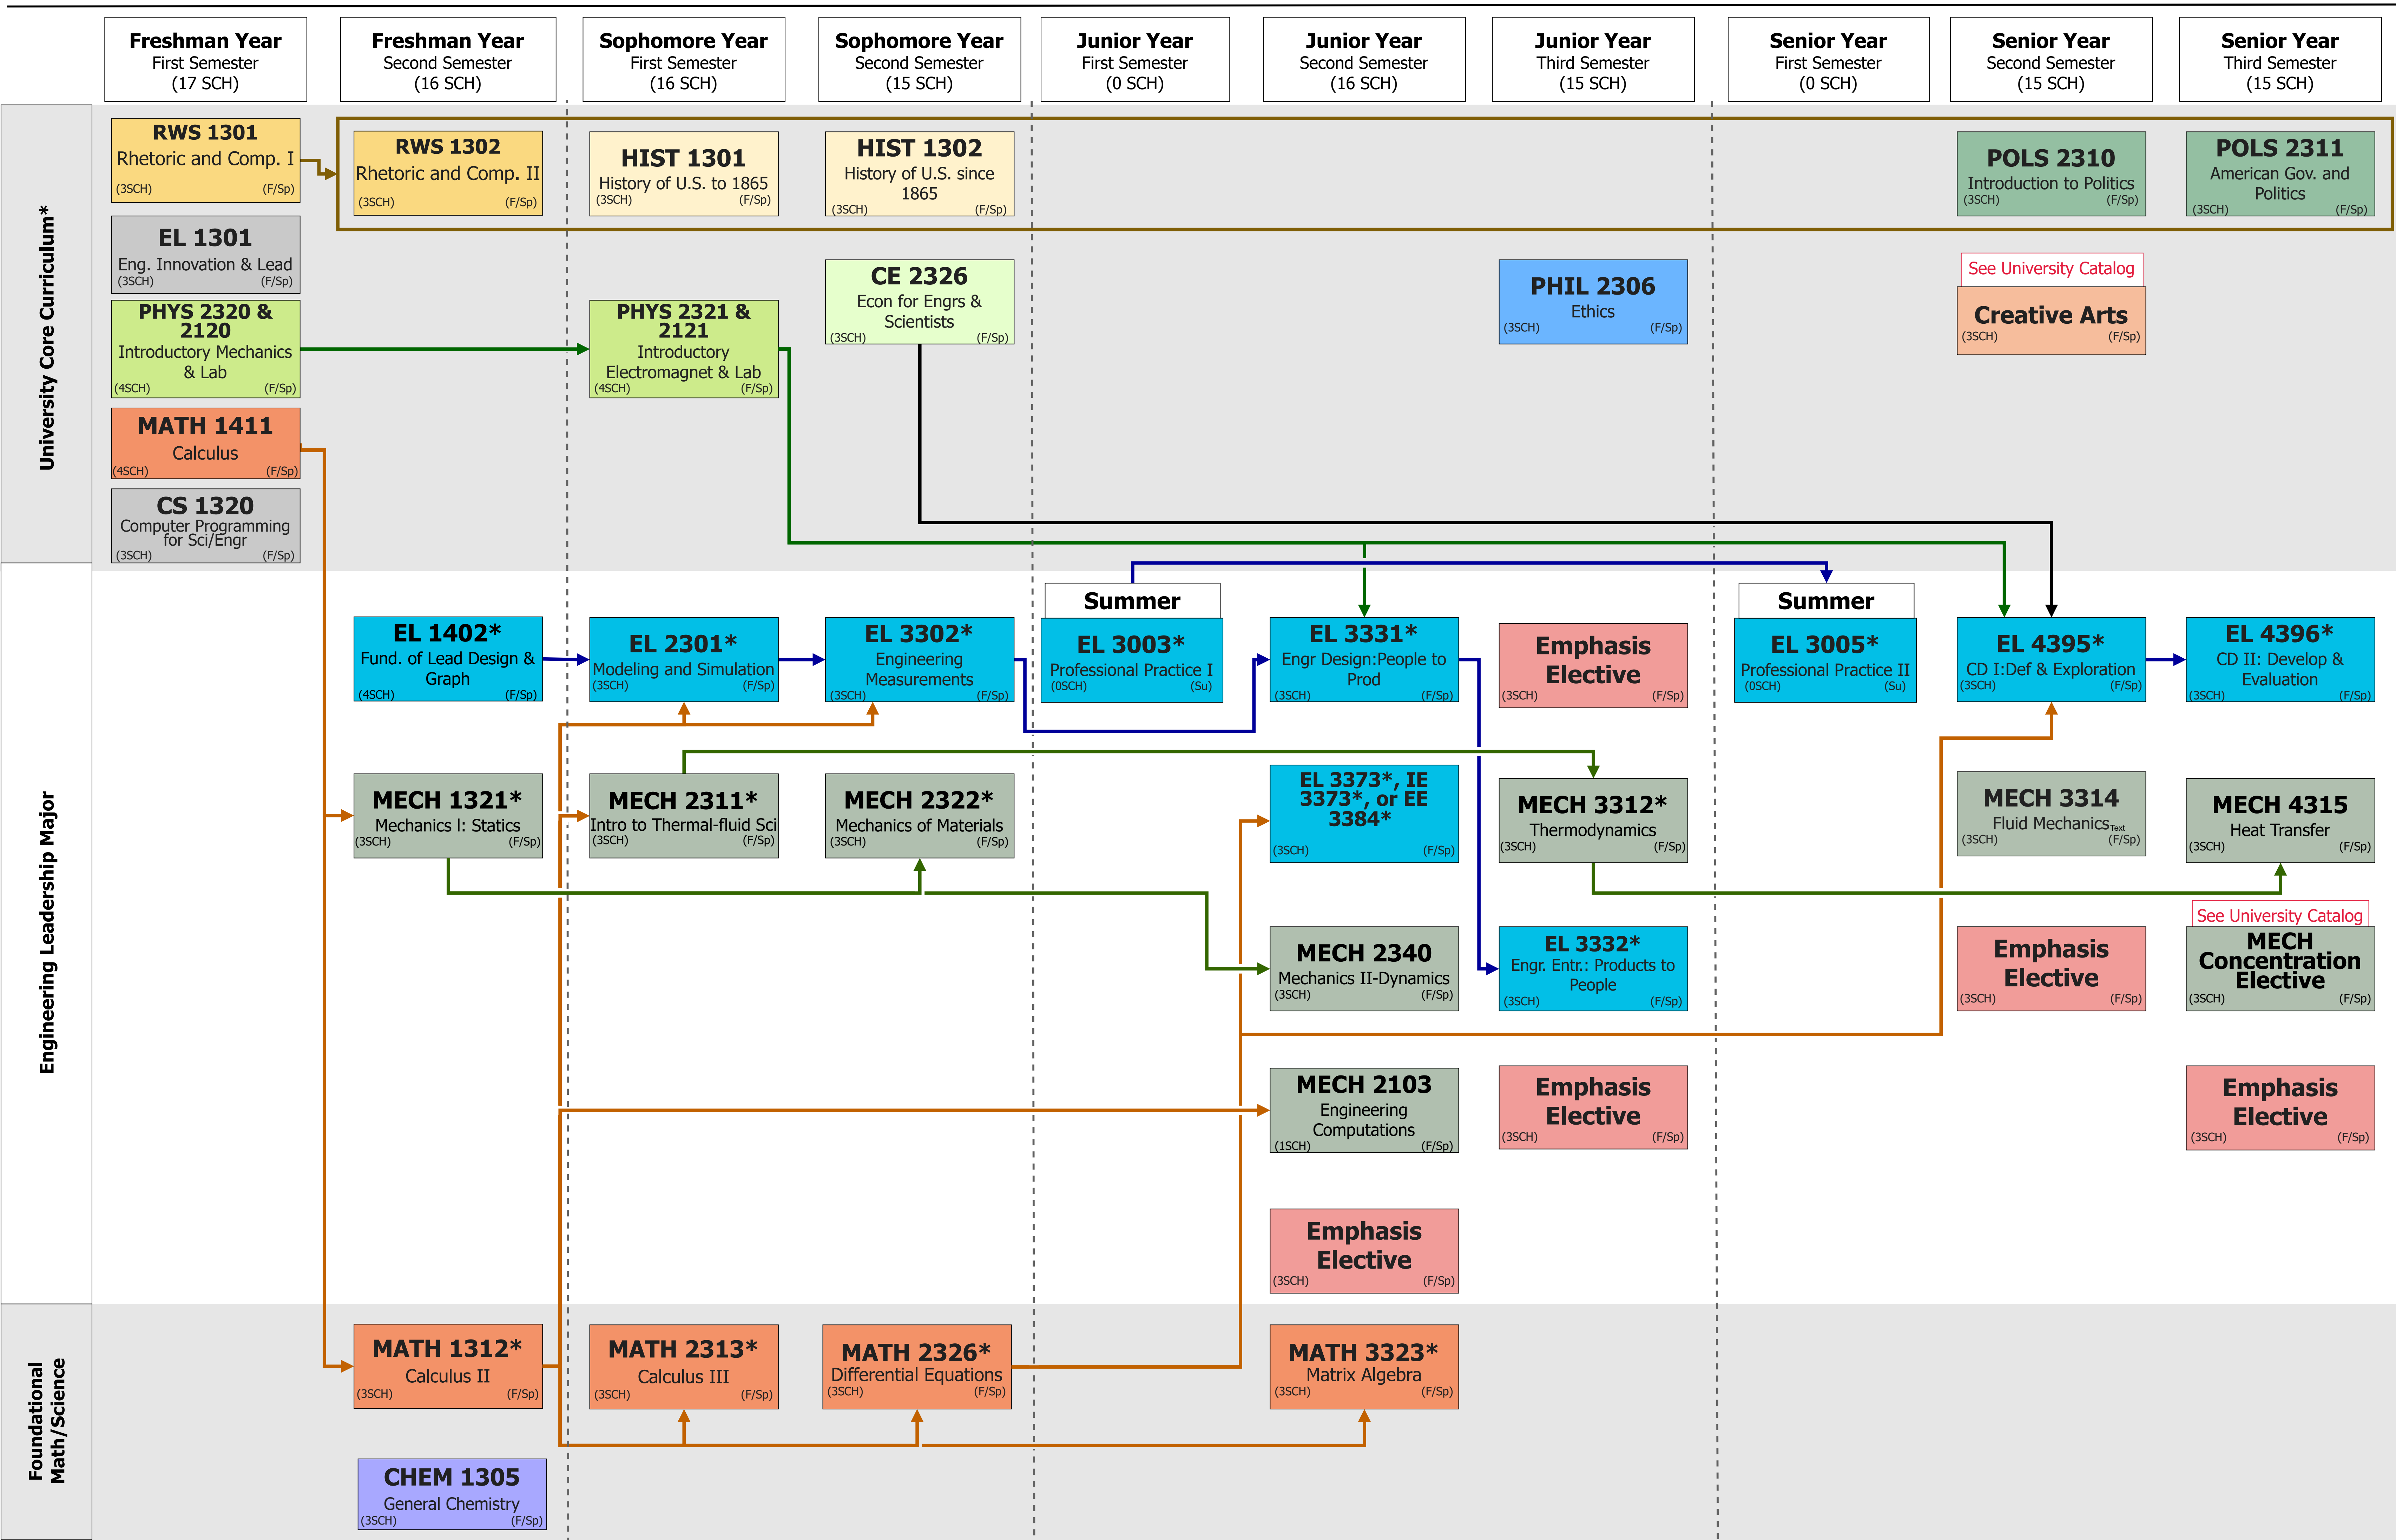 Freshman Year
First Semester
(17 SCH)
Freshman Year
Second Semester
(16 SCH)
Sophomore Year
First Semester
(16 SCH)
Sophomore Year
Second Semester
(15 SCH)
Junior Year
First Semester
(0 SCH)
Junior Year
Second Semester
(16 SCH)
Junior Year
Third Semester
(15 SCH)
Senior Year
First Semester
(0 SCH)
Senior Year
Second Semester
(15 SCH)
Senior Year
Third Semester
(15 SCH)
University Core Curriculum*
RWS 1301
Rhetoric and Comp. I
(3SCH) (F/Sp)
RWS 1302
Rhetoric and Comp. II
(3SCH) (F/Sp)
HIST 1301
History of U.S. to 1865
(3SCH) (F/Sp)
HIST 1302
History of U.S. since
1865
(3SCH) (F/Sp)
POLS 2310
Introduction to Politics
(3SCH) (F/Sp)
POLS 2311
American Gov. and
Politics
(3SCH) (F/Sp)
EL 1301
Eng. Innovation & Lead
(3SCH) (F/Sp)
CE 2326
Econ for Engrs &
Scientists
(3SCH) (F/Sp)
PHIL 2306
Ethics
(3SCH) (F/Sp)
See University Catalog
Creative Arts
(3SCH) (F/Sp)
PHYS 2320 &
2120
Introductory Mechanics
& Lab
(4SCH) (F/Sp)
PHYS 2321 &
2121
Introductory
Electromagnet & Lab
(4SCH) (F/Sp)
MATH 1411
Calculus
(4SCH) (F/Sp)
CS 1320
Computer Programming
for Sci/Engr
(3SCH) (F/Sp)
Engineering Leadership Major
EL 1402*
Fund. of Lead Design &
Graph
(4SCH) (F/Sp)
EL 2301*
Modeling and Simulation
(3SCH) (F/Sp)
EL 3302*
Engineering
Measurements
(3SCH) (F/Sp)
Summer
EL 3003*
Professional Practice I
(0SCH) (Su)
EL 3331*
Engr Design:People to
Prod
(3SCH) (F/Sp)
Emphasis
Elective
(3SCH) (F/Sp)
Summer
EL 3005*
Professional Practice II
(0SCH) (Su)
EL 4395*
CD I:Def & Exploration
(3SCH) (F/Sp)
EL 4396*
CD II: Develop &
Evaluation
(3SCH) (F/Sp)
MECH 1321*
Mechanics I: Statics
(3SCH) (F/Sp)
MECH 2311*
Intro to Thermal-fluid Sci
(3SCH) (F/Sp)
MECH 2322*
Mechanics of Materials
(3SCH) (F/Sp)
EL 3373*, IE
3373*, or EE
3384*
(3SCH) (F/Sp)
MECH 3312*
Thermodynamics
(3SCH) (F/Sp)
MECH 3314
Fluid Mechanics Text
(3SCH) (F/Sp)
MECH 4315
Heat Transfer
(3SCH) (F/Sp)
MECH 2340
Mechanics II-Dynamics
(3SCH) (F/Sp)
EL 3332*
Engr. Entr.: Products to
People
(3SCH) (F/Sp)
Emphasis
Elective
(3SCH) (F/Sp)
See University Catalog
MECH
Concentration
Elective
(3SCH) (F/Sp)
MECH 2103
Engineering
Computations
(1SCH) (F/Sp)
Emphasis
Elective
(3SCH) (F/Sp)
Emphasis
Elective
(3SCH) (F/Sp)
Emphasis
Elective
(3SCH) (F/Sp)
Foundational
Math/Science
MATH 1312*
Calculus II
(3SCH) (F/Sp)
MATH 2313*
Calculus III
(3SCH) (F/Sp)
MATH 2326*
Differential Equations
(3SCH) (F/Sp)
MATH 3323*
Matrix Algebra
(3SCH) (F/Sp)
CHEM 1305
General Chemistry
(3SCH) (F/Sp)